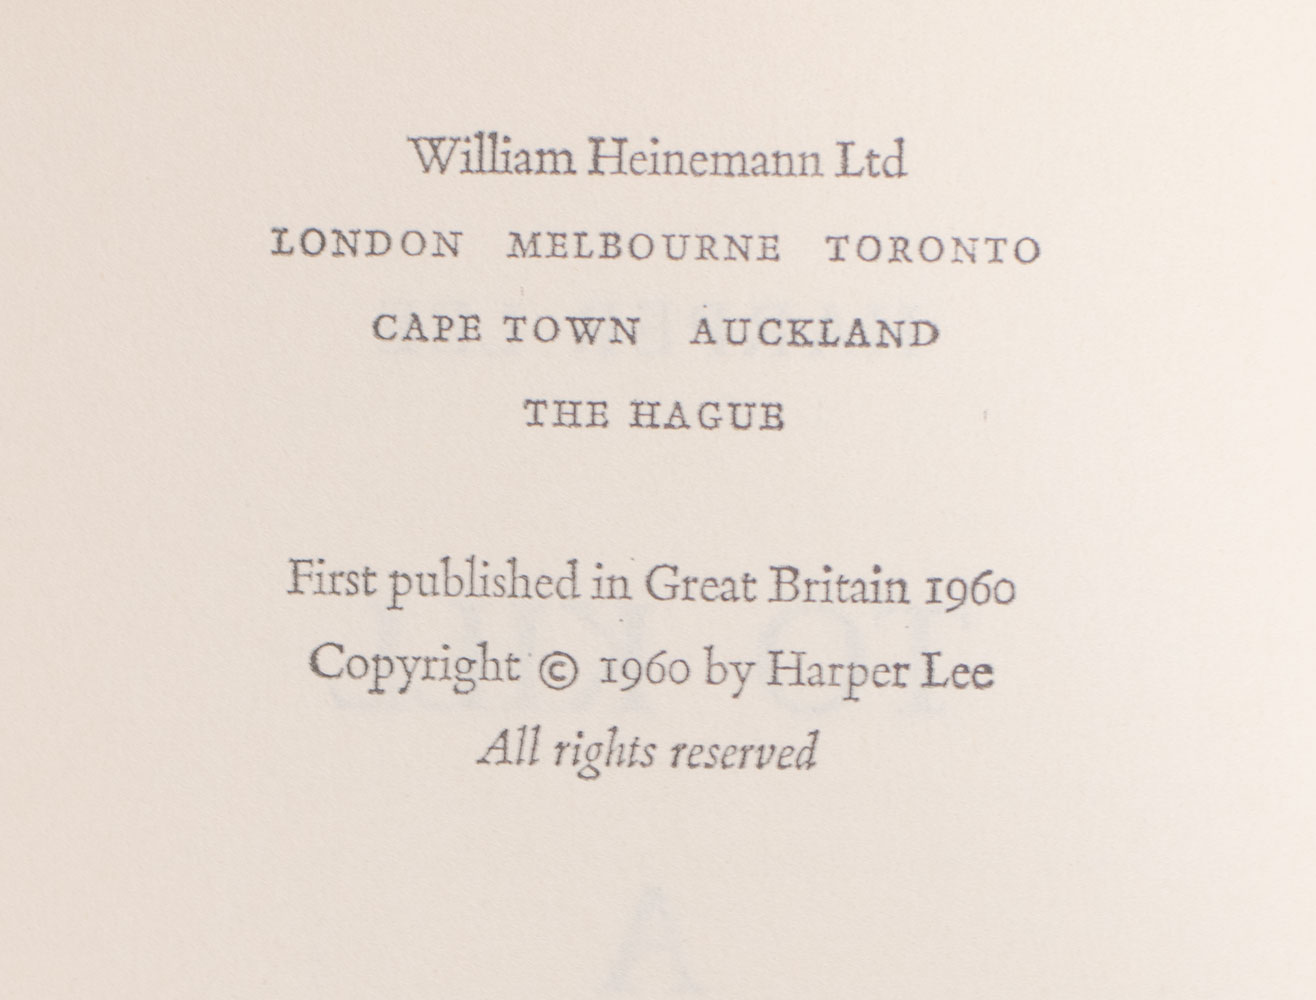 William Heinemann Ltd
LONDON MELBOURNE TORONTO
CAPE TOWN AUCKLAND
THE HAGUE
First published in Great Britain 1960
Copyright © 1960 by Harper Lee
All rights reserved